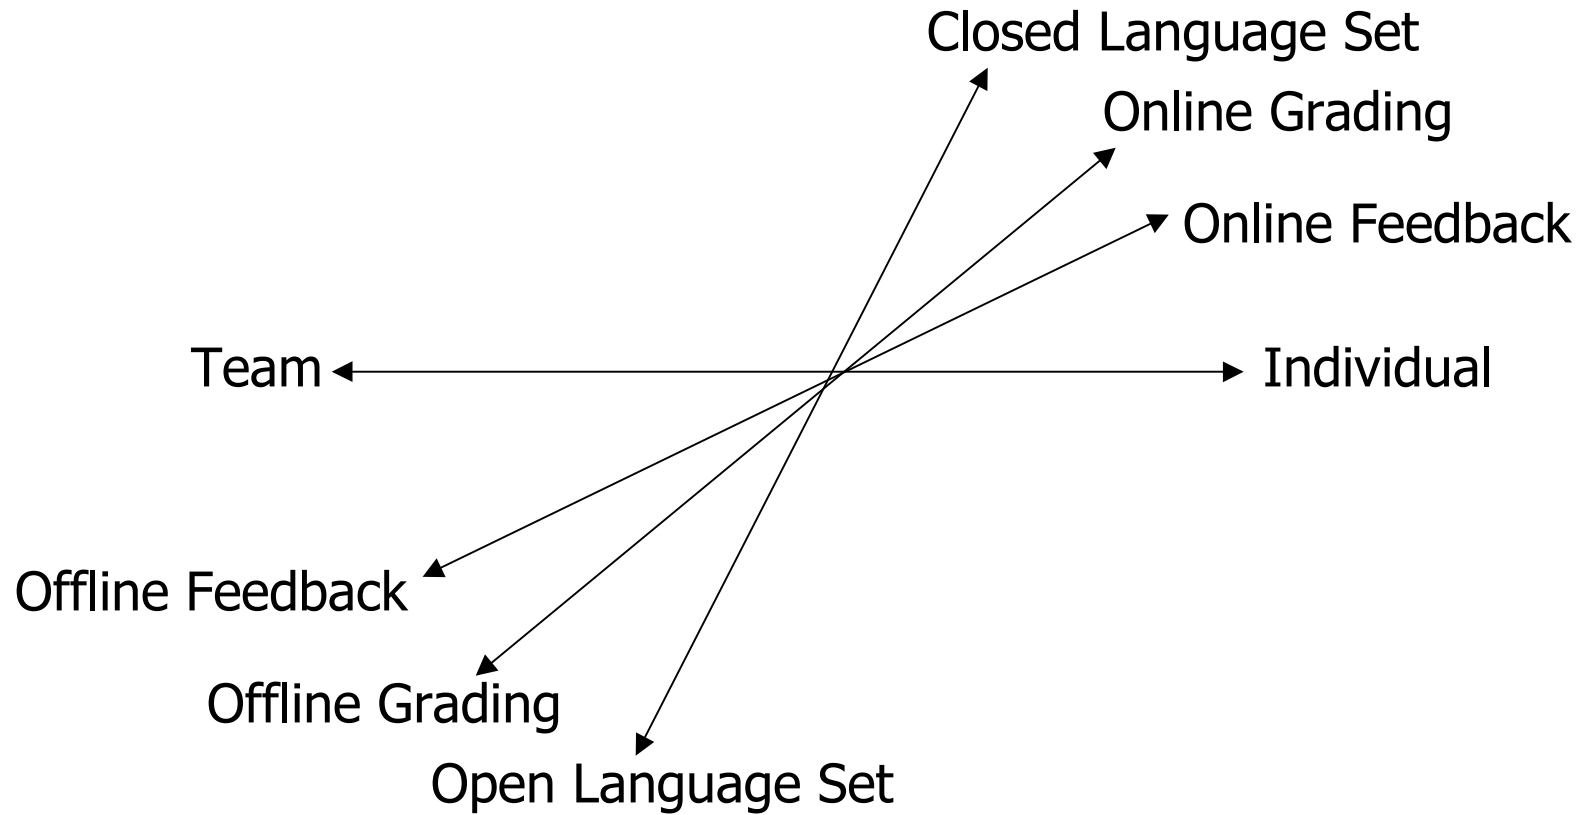 Closed Language Set
Online Grading
Online Feedback
Team
Individual
Offline Feedback
Offline Grading
Open Language Set